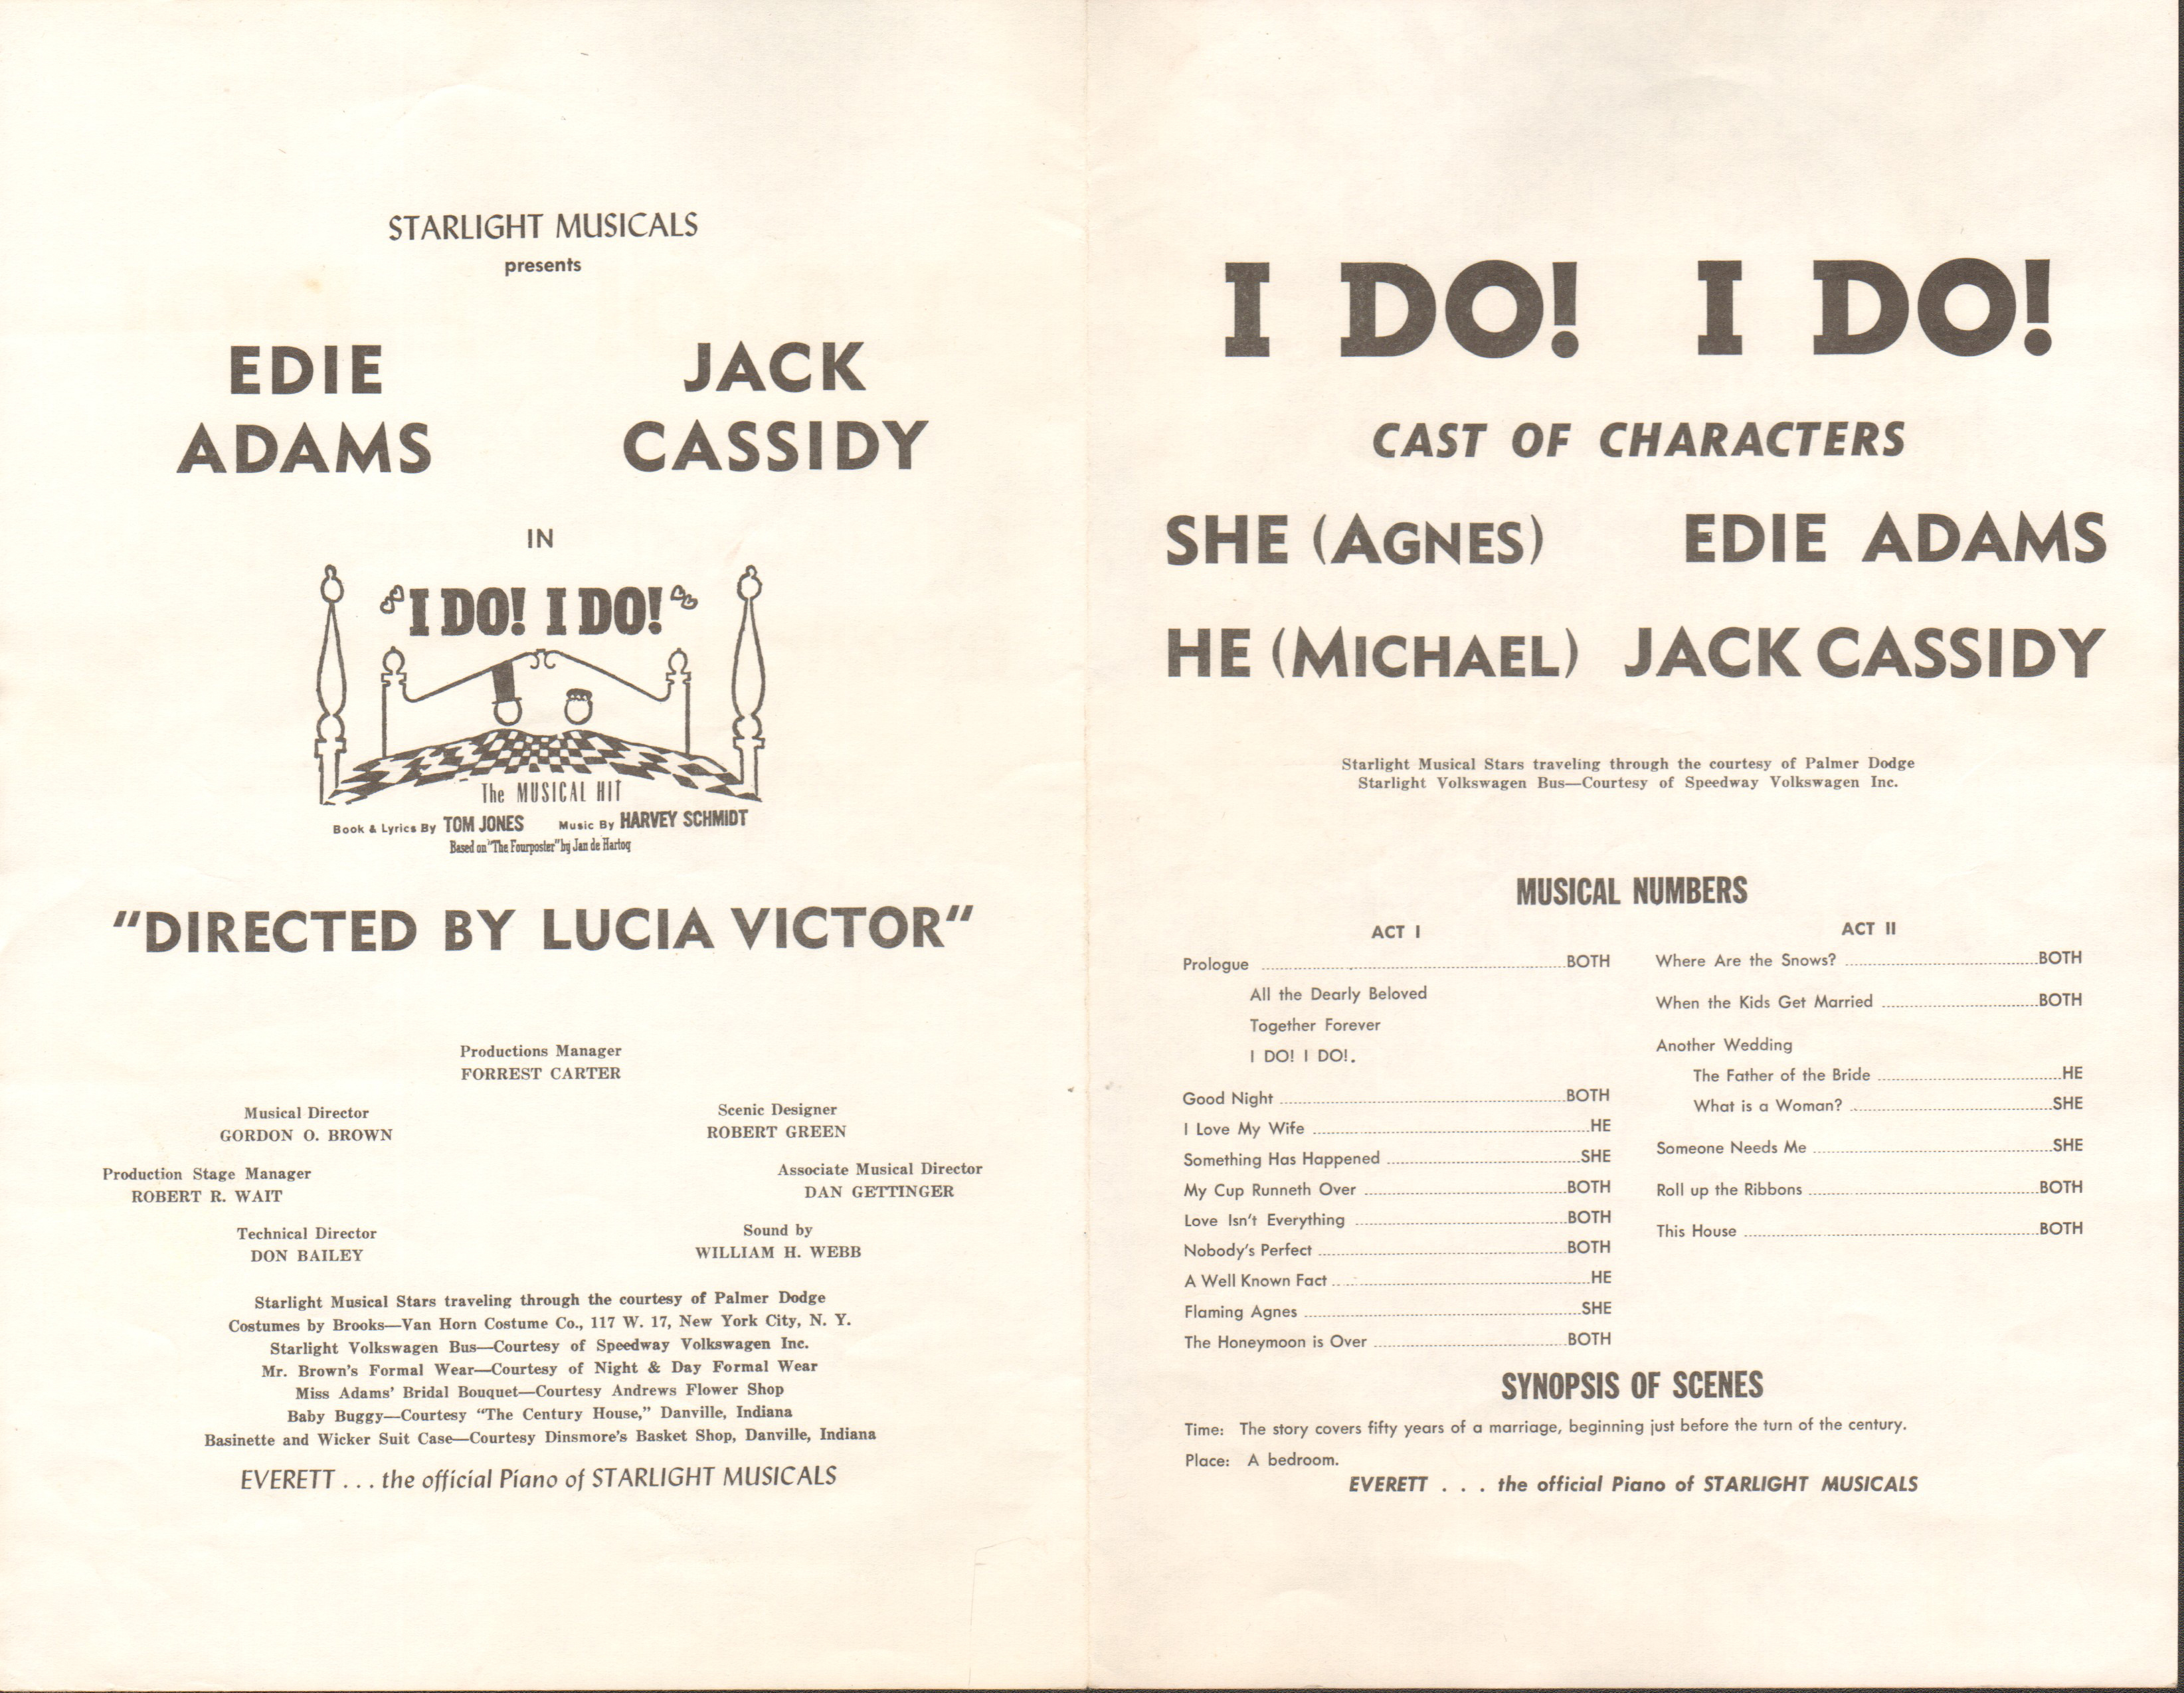 STARLIGHT MUSICALS
presents
EDIE
ADAMS
JACK
CASSIDY
IN
"I DO! I DO!"
The MUSICAL HIT
Book & Lyrics By TOM JONES Music By HARVEY SCHMIDT
Based on "The Fourposter" by Jan de Hartog
"DIRECTED BY LUCIA VICTOR"
Productions Manager
FORREST CARTER
Musical Director
GORDON O. BROWN
Scenic Designer
ROBERT GREEN
Production Stage Manager
ROBERT R. WAIT
Associate Musical Director
DAN GETTINGER
Technical Director
DON BAILEY
Sound by
WILLIAM H. WEBB
Starlight Musical Stars traveling through the courtesy of Palmer Dodge
Costumes by Brooks—Van Horn Costume Co., 117 W. 17, New York City, N. Y.
Starlight Volkswagen Bus—Courtesy of Speedway Volkswagen Inc.
Mr. Brown's Formal Wear—Courtesy of Night & Day Formal Wear
Miss Adams' Bridal Bouquet—Courtesy Andrews Flower Shop
Baby Buggy—Courtesy "The Century House," Danville, Indiana
Basinette and Wicker Suit Case—Courtesy Dinsmore's Basket Shop, Danville, Indiana
EVERETT . . . the official Piano of STARLIGHT MUSICALS
I DO! I DO!
CAST OF CHARACTERS
SHE (AGNES) EDIE ADAMS
HE (MICHAEL) JACK CASSIDY
Starlight Musical Stars traveling through the courtesy of Palmer Dodge
Starlight Volkswagen Bus—Courtesy of Speedway Volkswagen Inc.
MUSICAL NUMBERS
ACT I
Prologue BOTH
All the Dearly Beloved
Together Forever
I DO! I DO!.
Good Night BOTH
I Love My Wife HE
Something Has Happened SHE
My Cup Runneth Over BOTH
Love Isn't Everything BOTH
Nobody's Perfect BOTH
A Well Known Fact HE
Flaming Agnes SHE
The Honeymoon is Over BOTH
ACT II
Where Are the Snows? BOTH
When the Kids Get Married BOTH
Another Wedding
The Father of the Bride HE
What is a Woman? SHE
Someone Needs Me SHE
Roll up the Ribbons BOTH
This House BOTH
SYNOPSIS OF SCENES
Time: The story covers fifty years of a marriage, beginning just before the turn of the century.
Place: A bedroom.
EVERETT . . . the official Piano of STARLIGHT MUSICALS